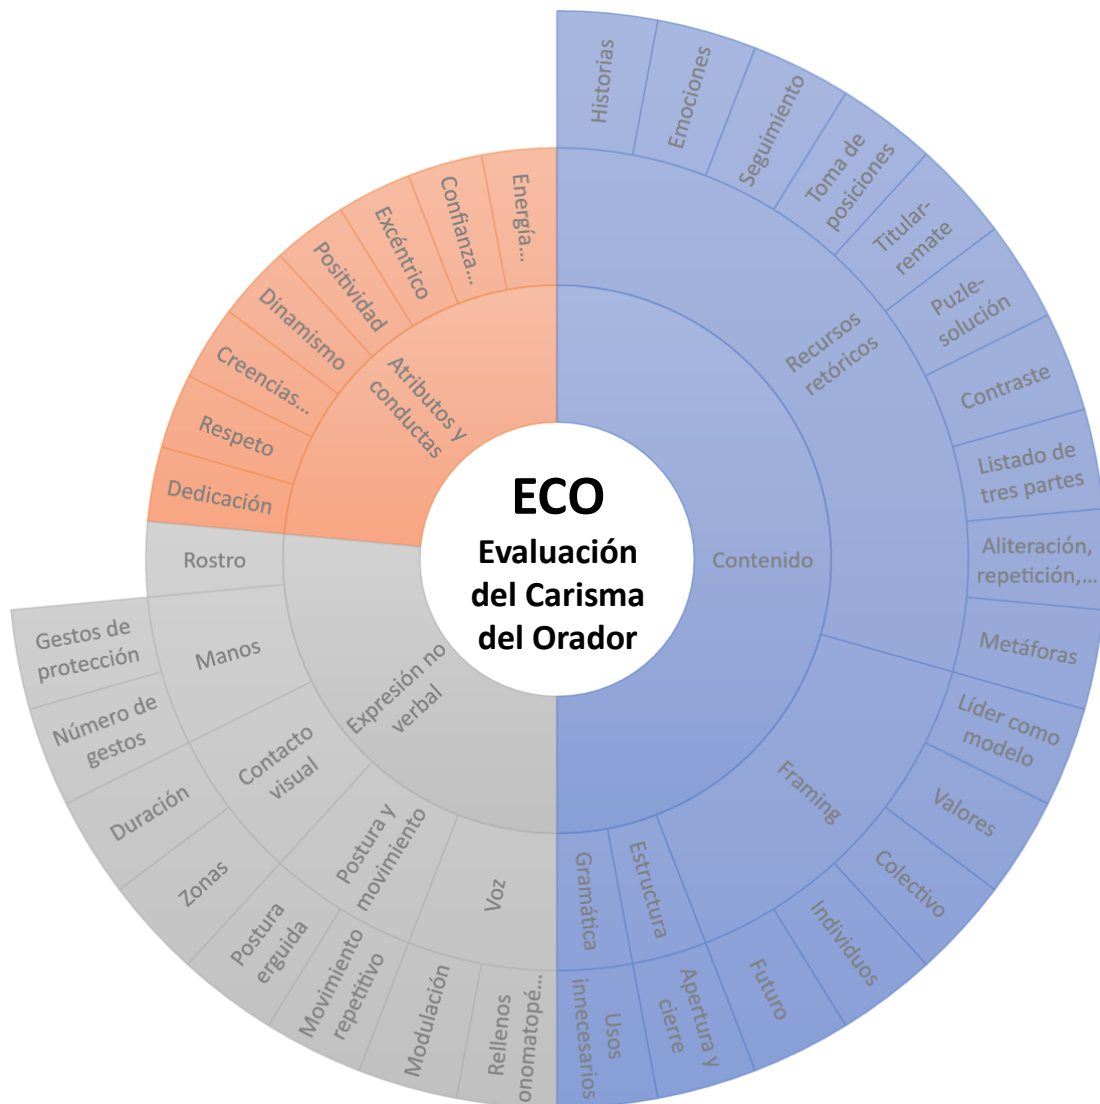 ECO
Evaluación
del Carisma
del Orador
Contenido
Recursos
retóricos
Historias
Emociones
Seguimiento
Toma de
posiciones
Titular-
remate
Puzle-
solución
Contraste
Listado de
tres partes
Aliteración,
repetición,...
Metáforas
Framing
Líder como
modelo
Valores
Colectivo
Individuos
Futuro
Estructura
Apertura y
cierre
Gramática
Usos
innecesarios
Expresión no
verbal
Voz
Rellenos
onomatopé...
Modulación
Postura y
movimiento
Movimiento
repetitivo
Postura
erguida
Contacto
visual
Zonas
Duración
Manos
Número de
gestos
Gestos de
protección
Rostro
Atributos y
conductas
Dedicación
Respeto
Creencias...
Dinamismo
Positividad
Excéntrico
Confianza...
Energía...